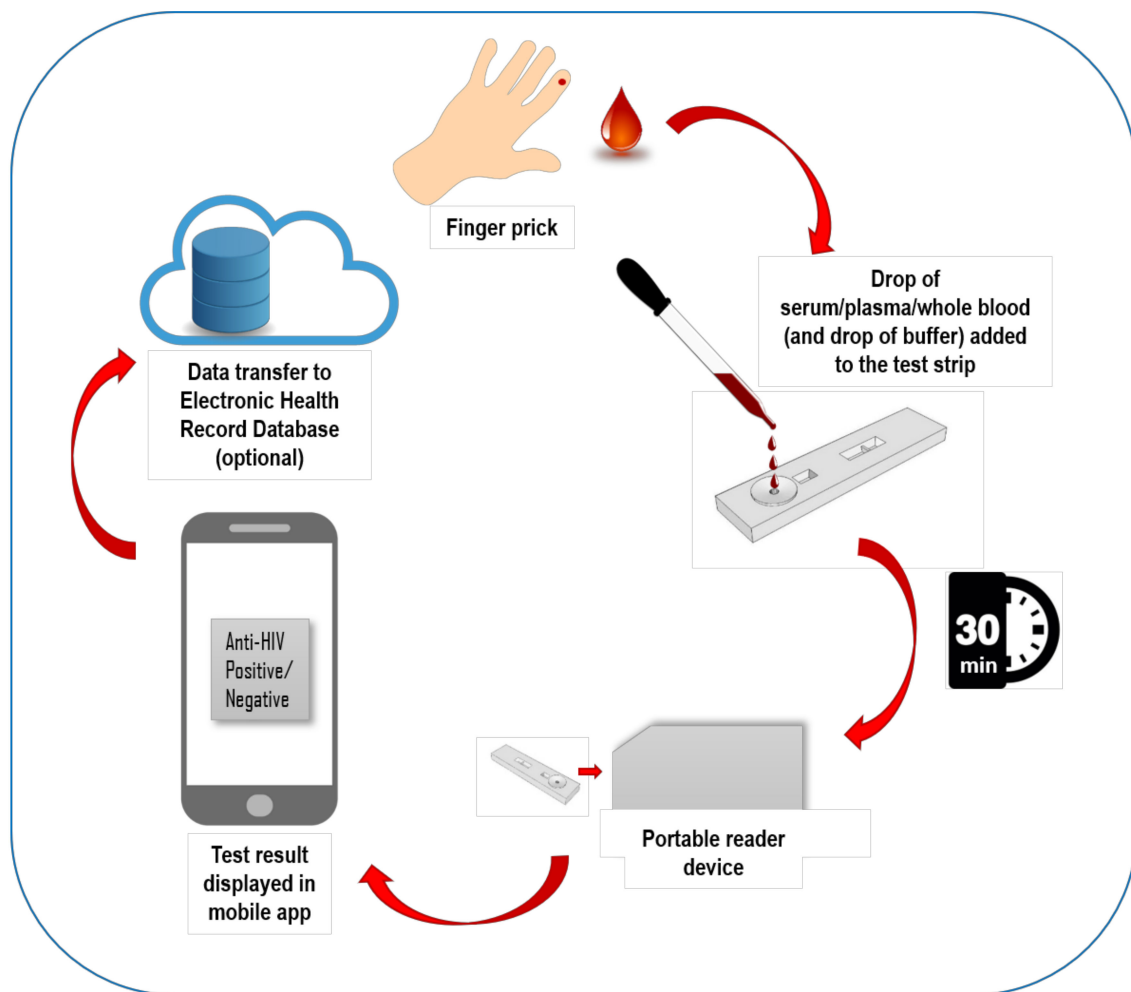 Finger prick
Drop of
serum/plasma/whole blood
(and drop of buffer) added
to the test strip
30
min
Portable reader
device
Test result
displayed in
mobile app
Anti-HIV
Positive/
Negative
Data transfer to
Electronic Health
Record Database
(optional)